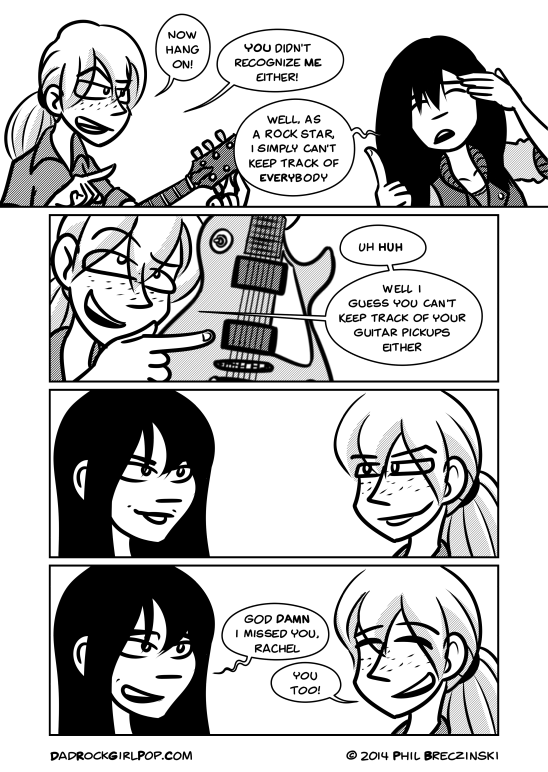 NOW
HANG
ON!
YOU DIDN'T
RECOGNIZE ME
EITHER!
WELL, AS
A ROCK STAR,
I SIMPLY CAN'T
KEEP TRACK OF
EVERYBODY
UH HUH
WELL I
GUESS YOU CAN'T
KEEP TRACK OF YOUR
GUITAR PICKUPS
EITHER
GOD DAMN
I MISSED YOU,
RACHEL
YOU
TOO!
DADROCKGIRLPOP.COM
© 2014 PHIL BRECZINSKI